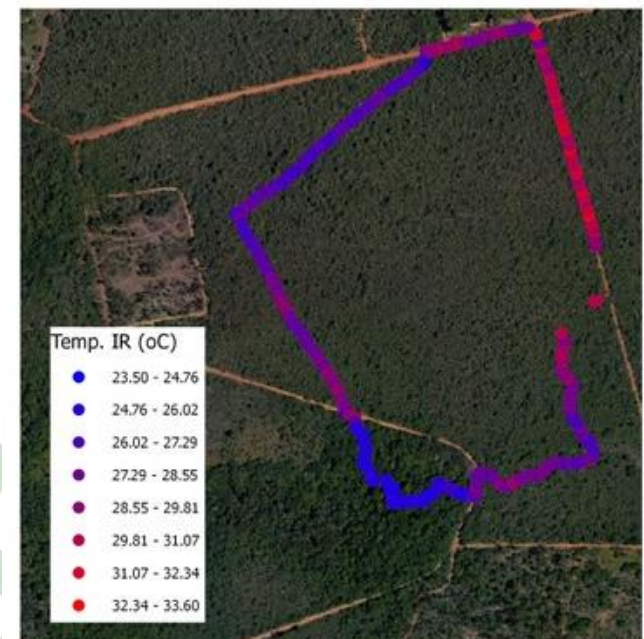 Temp. IR (oC)
23.50 - 24.76
24.76 - 26.02
26.02 - 27.29
27.29 - 28.55
28.55 - 29.81
29.81 - 31.07
31.07 - 32.34
32.34 - 33.60